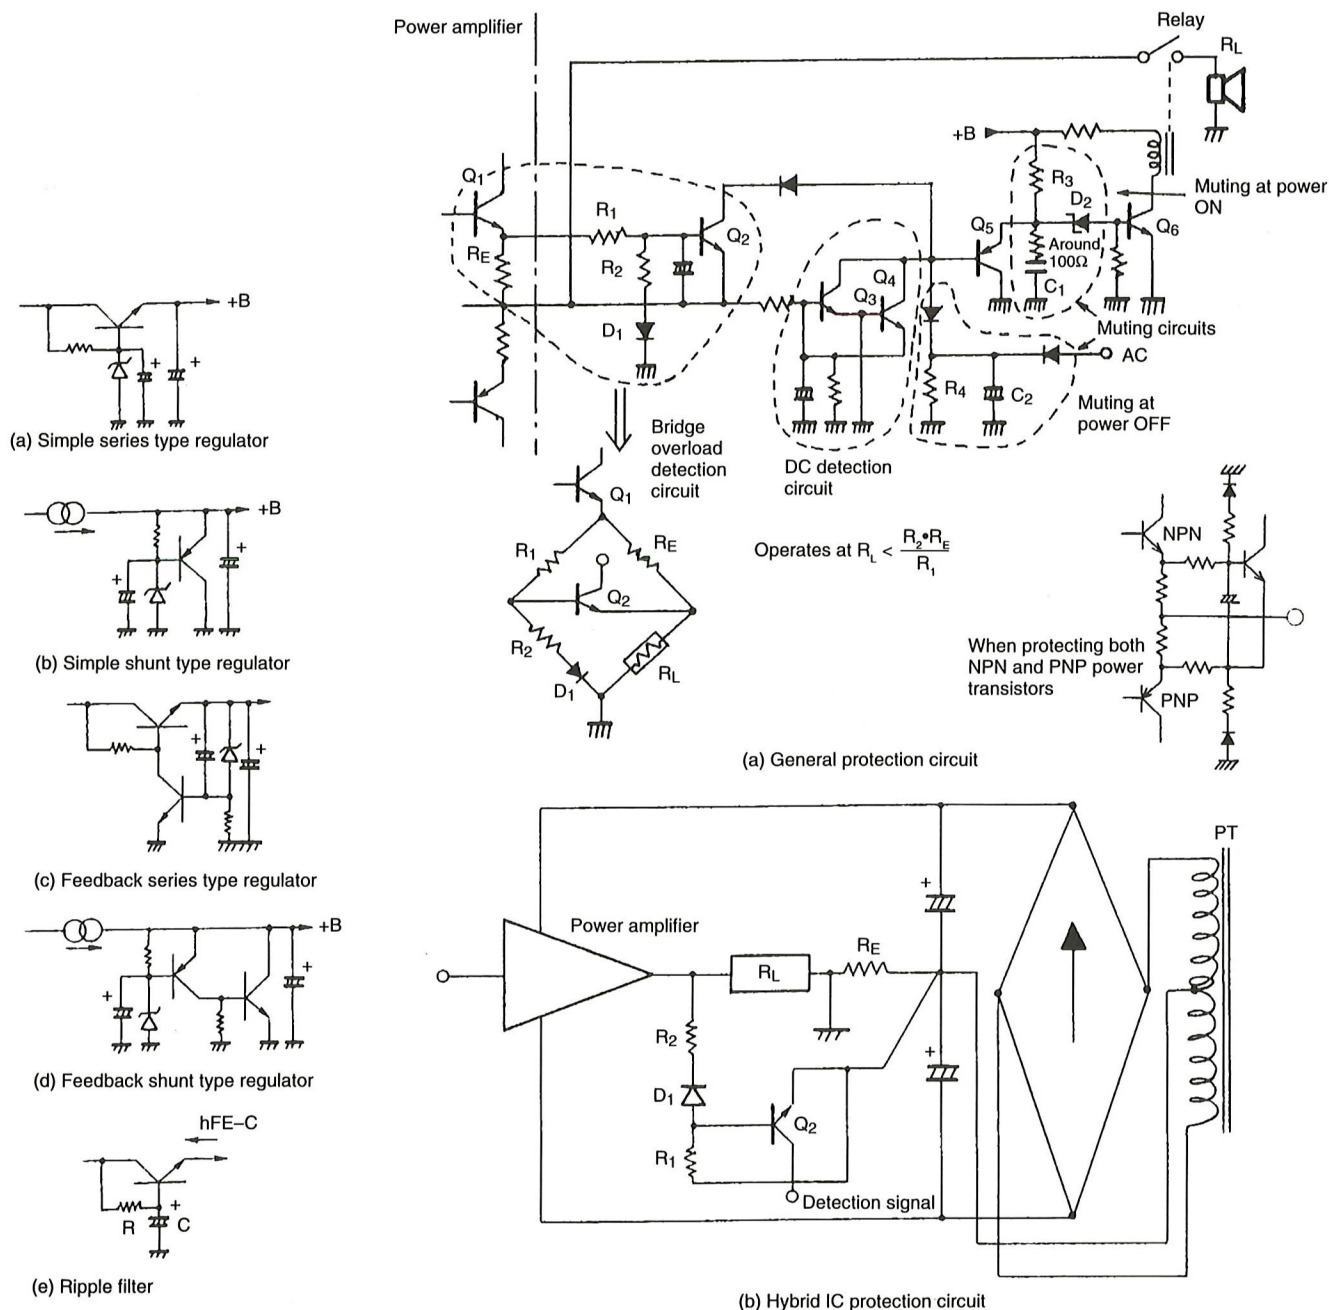 +B
(a) Simple series type regulator
+B
(b) Simple shunt type regulator
(c) Feedback series type regulator
+B
(d) Feedback shunt type regulator
hFE–C
R
C
(e) Ripple filter
Power amplifier
Relay
RL
+B
Q1
R1
Q2
RE
R2
D1
R3
D2
Muting at power
ON
Q5
Around
100Ω
C1
Q6
Q4
Q3
Muting circuits
AC
R4
C2
Muting at
power OFF
Bridge
overload
detection
circuit
DC detection
circuit
Q1
R1
RE
Q2
R2
D1
RL
Operates at RL < R2•RE / R1
NPN
When protecting both
NPN and PNP power
transistors
PNP
(a) General protection circuit
PT
Power amplifier
RL
RE
R2
D1
Q2
R1
Detection signal
(b) Hybrid IC protection circuit